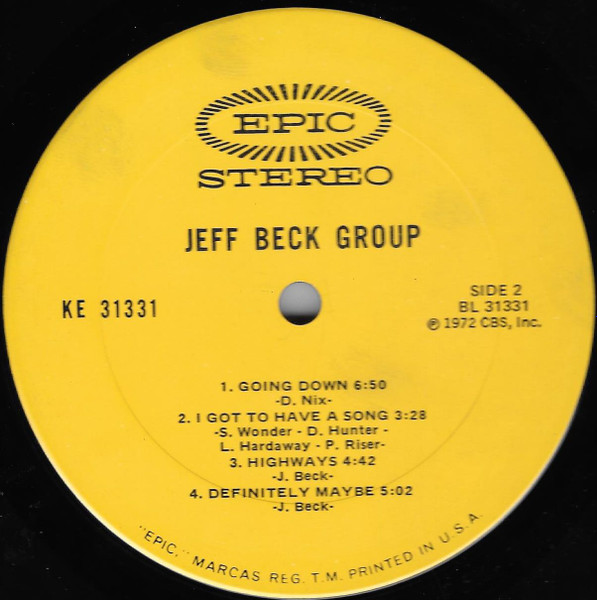 EPIC
STEREO
JEFF BECK GROUP
KE 31331
SIDE 2
BL 31331
℗ 1972 CBS, Inc.
1. GOING DOWN 6:50
-D. Nix-
2. I GOT TO HAVE A SONG 3:28
-S. Wonder - D. Hunter -
L. Hardaway - P. Riser-
3. HIGHWAYS 4:42
-J. Beck-
4. DEFINITELY MAYBE 5:02
-J. Beck-
"EPIC," MARCAS REG. T.M. PRINTED IN U.S.A.